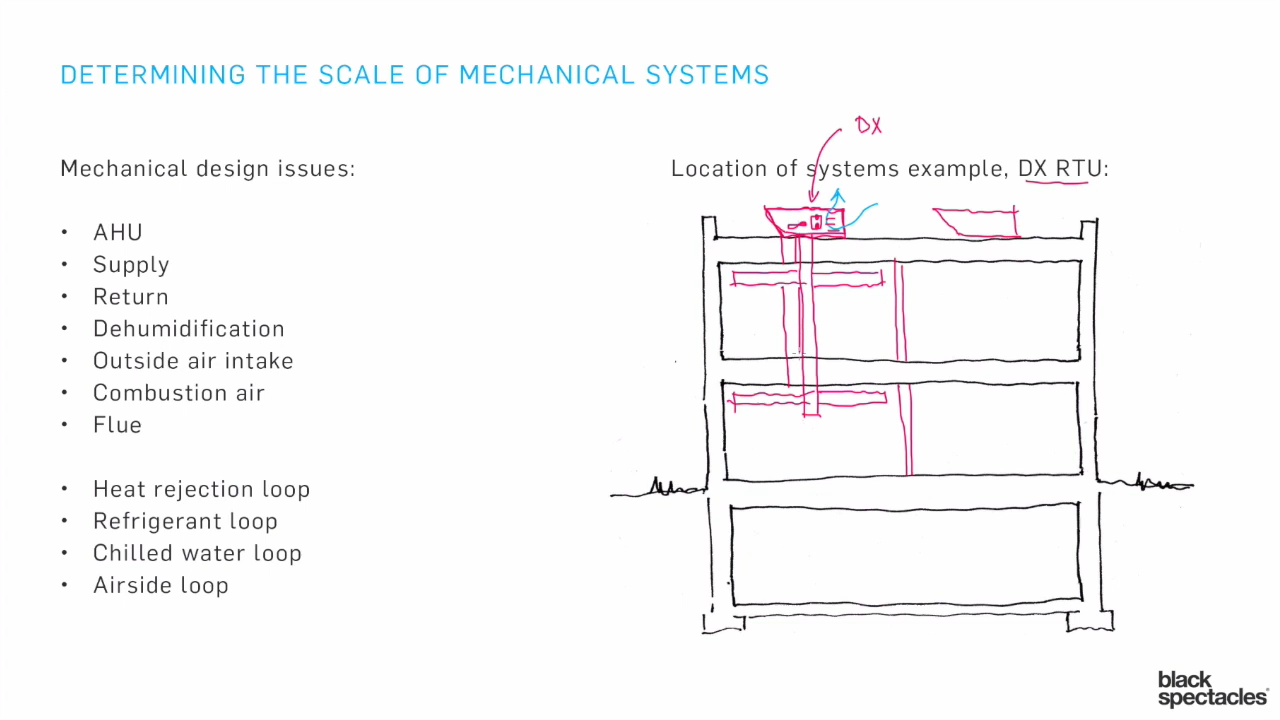 DETERMINING THE SCALE OF MECHANICAL SYSTEMS
Mechanical design issues:
• AHU
• Supply
• Return
• Dehumidification
• Outside air intake
• Combustion air
• Flue
• Heat rejection loop
• Refrigerant loop
• Chilled water loop
• Airside loop
DX
Location of systems example, DX RTU:
black
spectacles®